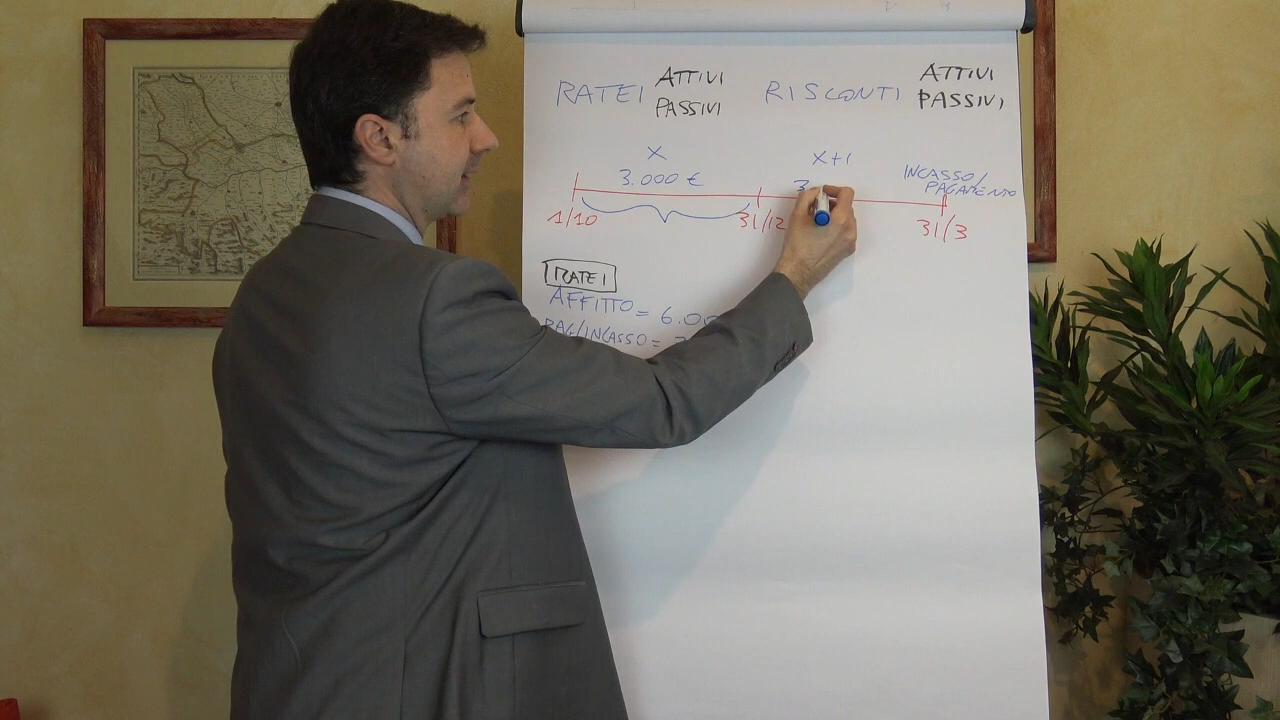 RATEI ATTIVI PASSIVI RISCONTI ATTIVI PASSIVI
X X+1
3.000 € 3 INCASSO/PAGAMENTO
1/10 31/12 31/3
RATEI
AFFITTO = 6.0
PAG/INCASSO =